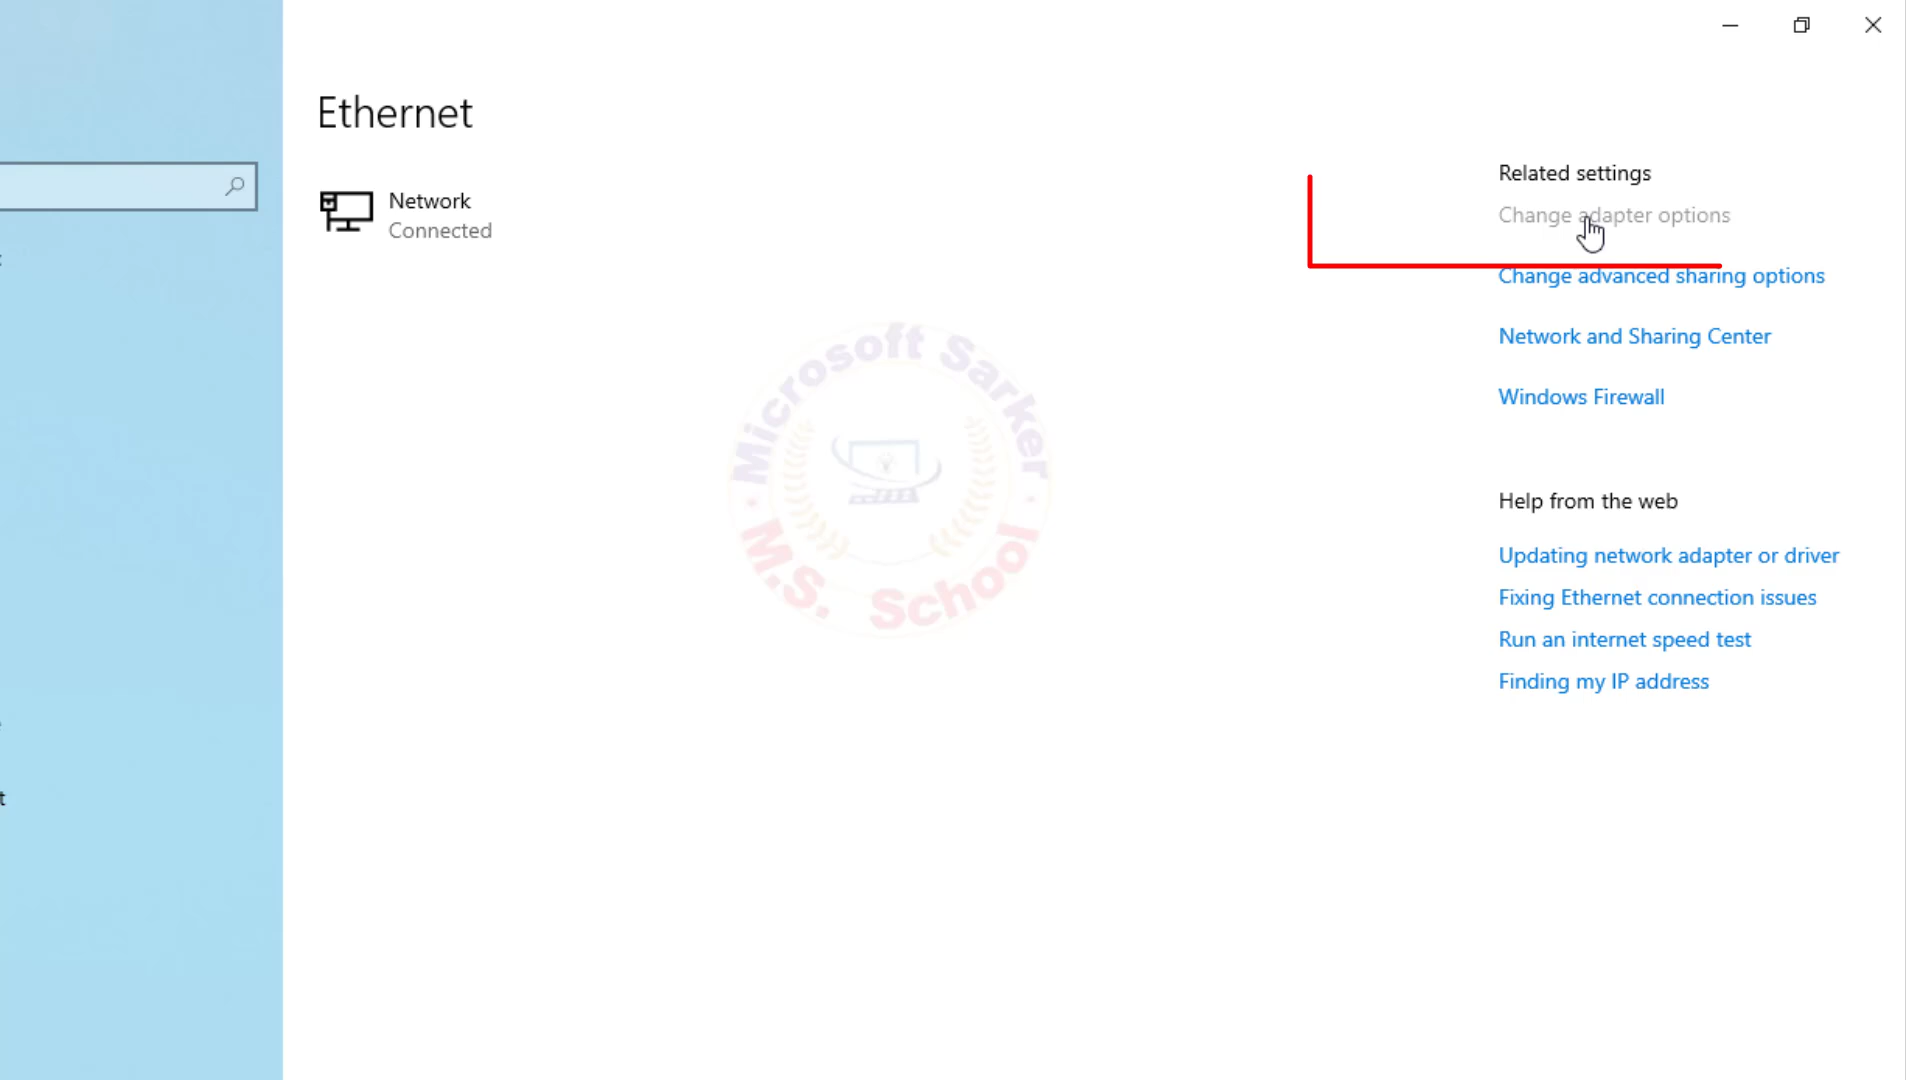 Ethernet
Network
Connected
Related settings
Change adapter options
Change advanced sharing options
Network and Sharing Center
Windows Firewall
Help from the web
Updating network adapter or driver
Fixing Ethernet connection issues
Run an internet speed test
Finding my IP address
Microsoft Sarker
M.S. School
t